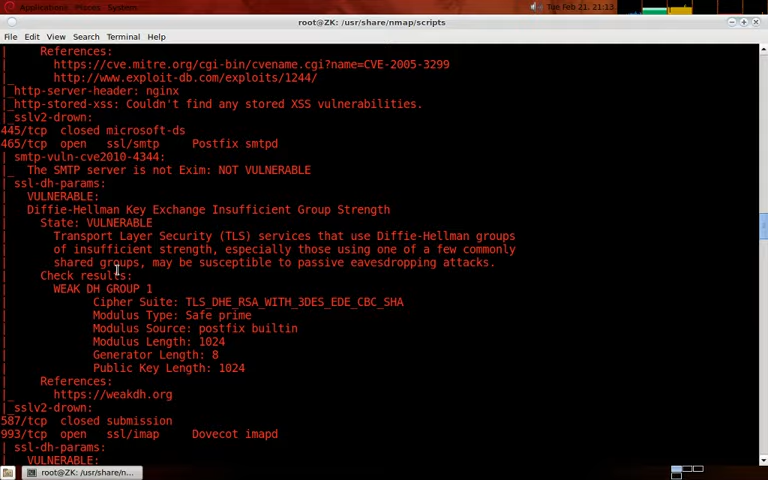 Applications Places System
Tue Feb 21, 21:13
root@ZK: /usr/share/nmap/scripts
File Edit View Search Terminal Help
|     References:
|       https://cve.mitre.org/cgi-bin/cvename.cgi?name=CVE-2005-3299
|_      http://www.exploit-db.com/exploits/1244/
|_http-server-header: nginx
|_http-stored-xss: Couldn't find any stored XSS vulnerabilities.
|_sslv2-drown:
445/tcp  closed microsoft-ds
465/tcp  open   ssl/smtp     Postfix smtpd
| smtp-vuln-cve2010-4344:
|_  The SMTP server is not Exim: NOT VULNERABLE
| ssl-dh-params:
|   VULNERABLE:
|   Diffie-Hellman Key Exchange Insufficient Group Strength
|     State: VULNERABLE
|       Transport Layer Security (TLS) services that use Diffie-Hellman groups
|       of insufficient strength, especially those using one of a few commonly
|       shared groups, may be susceptible to passive eavesdropping attacks.
|     Check results:
|       WEAK DH GROUP 1
|             Cipher Suite: TLS_DHE_RSA_WITH_3DES_EDE_CBC_SHA
|             Modulus Type: Safe prime
|             Modulus Source: postfix builtin
|             Modulus Length: 1024
|             Generator Length: 8
|             Public Key Length: 1024
|     References:
|_      https://weakdh.org
|_sslv2-drown:
587/tcp  closed submission
993/tcp  open   ssl/imap     Dovecot imapd
| ssl-dh-params:
|   VULNERABLE:
root@ZK: /usr/share/n...